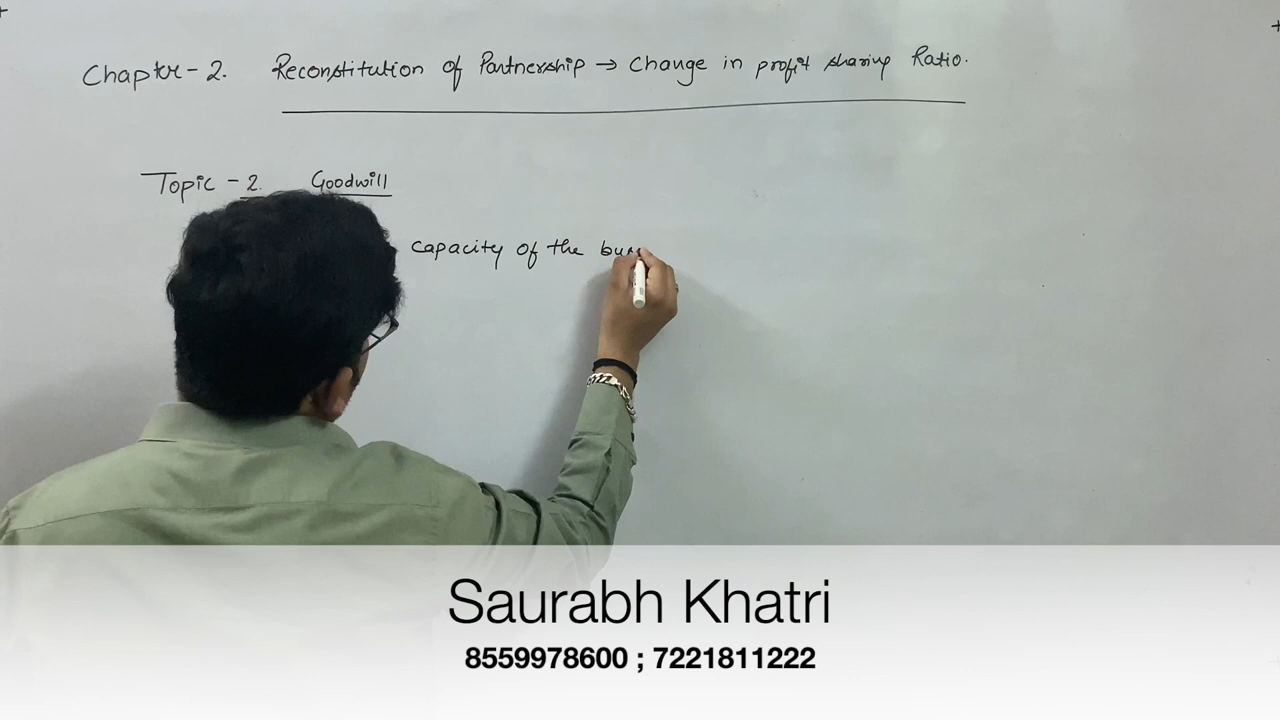 Chapter-2. Reconstitution of Partnership → Change in profit sharing Ratio.
Topic - 2. Goodwill
Capacity of the
Saurabh Khatri
8559978600 ; 7221811222